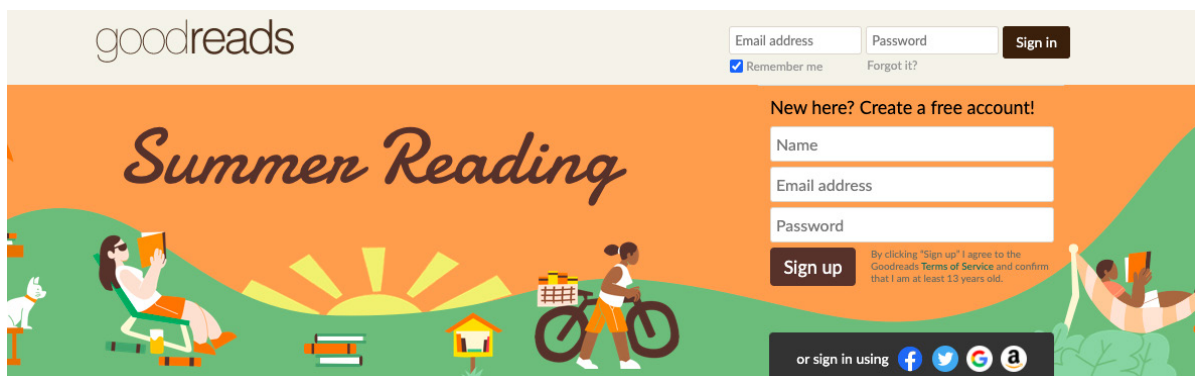 goodreads
Email address
Password
Sign in
Remember me
Forgot it?
New here? Create a free account!
Summer Reading
Name
Email address
Password
Sign up
By clicking "Sign up" I agree to the
Goodreads Terms of Service and confirm
that I am at least 13 years old.
or sign in using